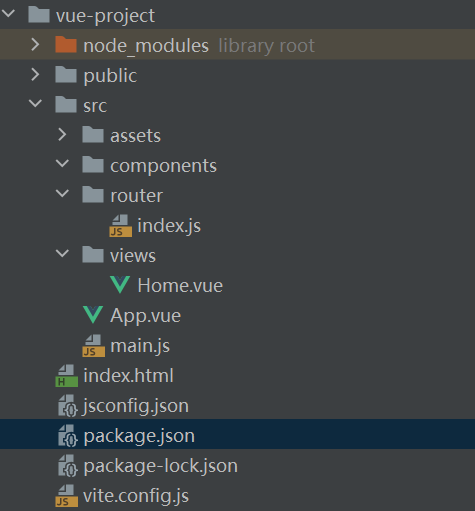 vue-project
node_modules library root
public
src
assets
components
router
JS index.js
views
Home.vue
App.vue
JS main.js
H index.html
jsconfig.json
package.json
package-lock.json
JS vite.config.js